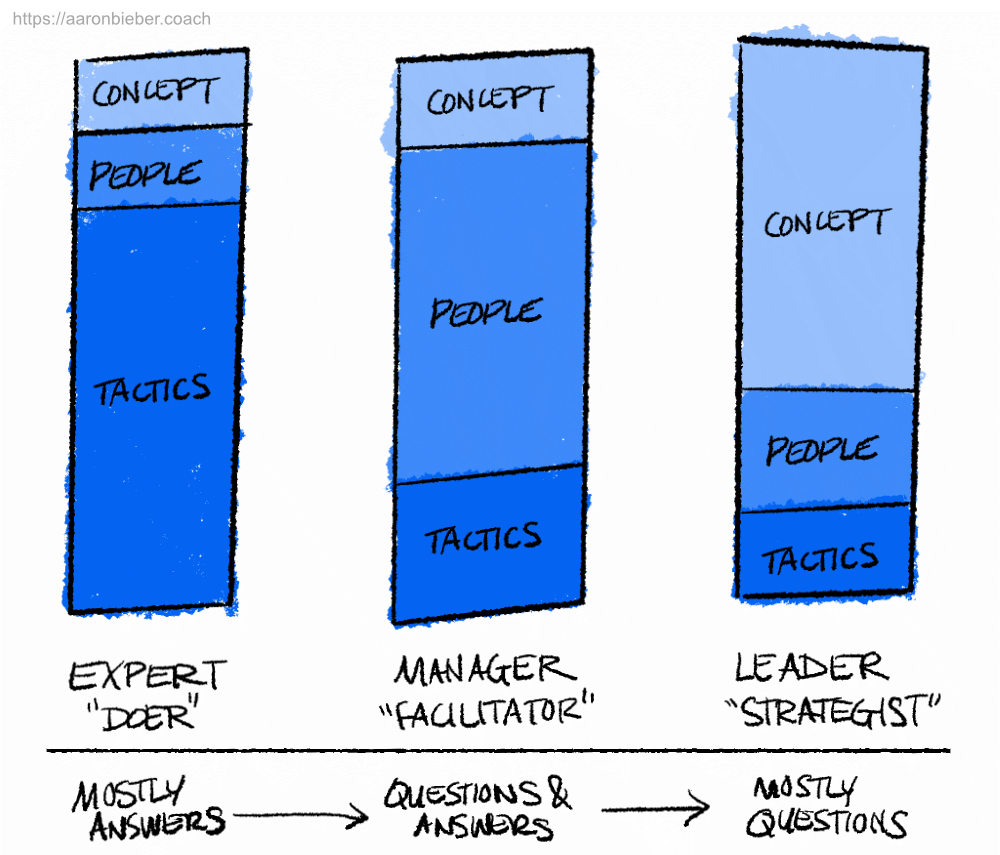 https://aaronbieber.coach
CONCEPT
PEOPLE
TACTICS
EXPERT
"DOER"
MOSTLY
ANSWERS
CONCEPT
PEOPLE
TACTICS
MANAGER
"FACILITATOR"
QUESTIONS &
ANSWERS
CONCEPT
PEOPLE
TACTICS
LEADER
"STRATEGIST"
MOSTLY
QUESTIONS